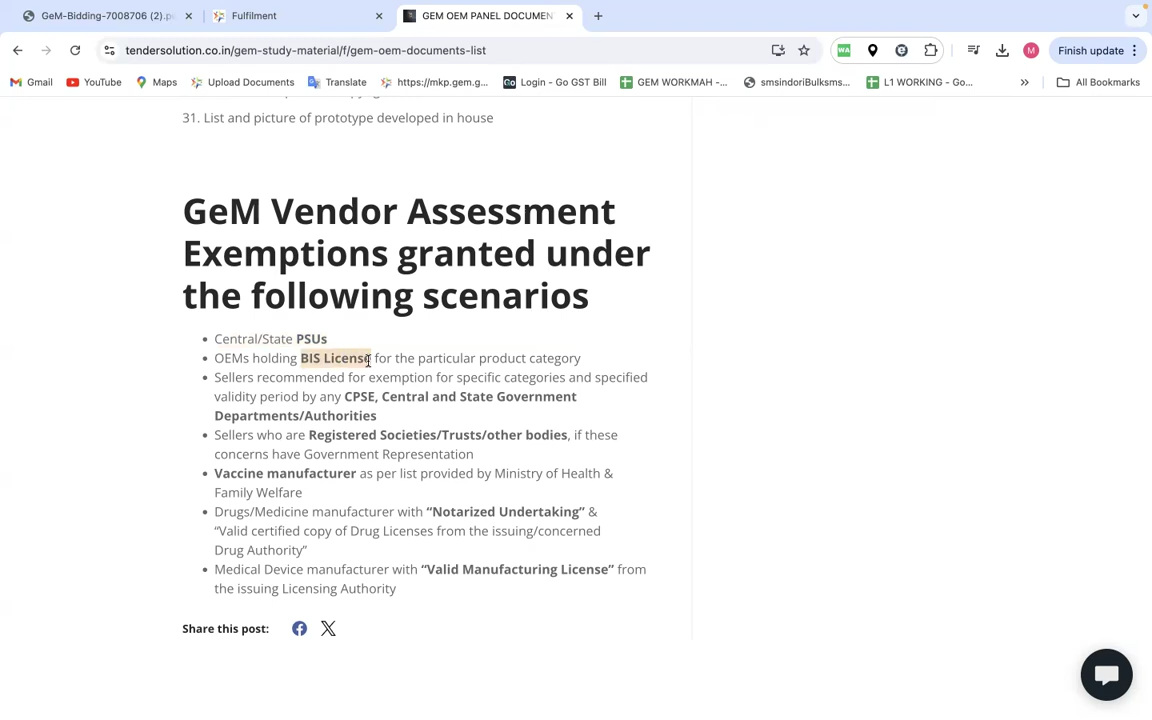 GeM-Bidding-7008706 (2).p
Fulfilment
GEM OEM PANEL DOCUMEN
tendersolution.co.in/gem-study-material/f/gem-oem-documents-list
WA
M
Finish update
Gmail
YouTube
Maps
Upload Documents
Translate
https://mkp.gem.g...
Go
Login - Go GST Bill
GEM WORKMAH -...
smsindoriBulksms...
L1 WORKING - Go...
»
All Bookmarks
31. List and picture of prototype developed in house
GeM Vendor Assessment
Exemptions granted under
the following scenarios
• Central/State PSUs
• OEMs holding BIS License for the particular product category
• Sellers recommended for exemption for specific categories and specified
validity period by any CPSE, Central and State Government
Departments/Authorities
• Sellers who are Registered Societies/Trusts/other bodies, if these
concerns have Government Representation
• Vaccine manufacturer as per list provided by Ministry of Health &
Family Welfare
• Drugs/Medicine manufacturer with “Notarized Undertaking” &
“Valid certified copy of Drug Licenses from the issuing/concerned
Drug Authority”
• Medical Device manufacturer with “Valid Manufacturing License” from
the issuing Licensing Authority
Share this post: